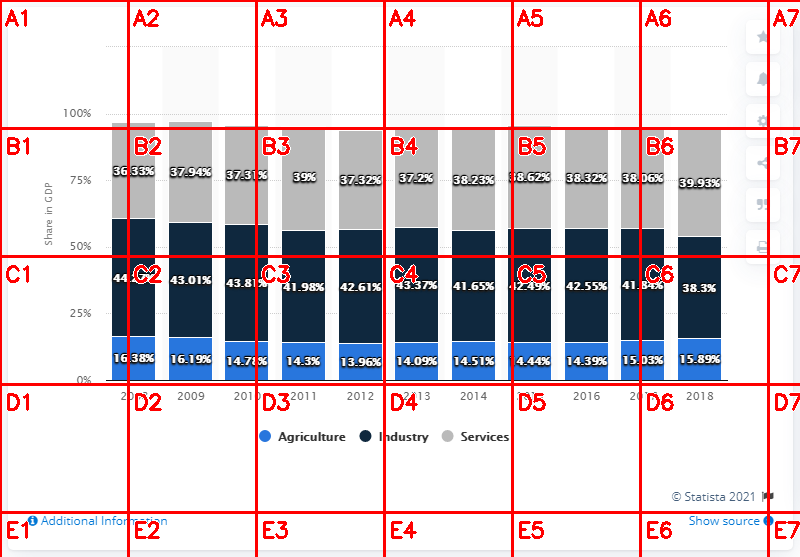 A1 A2 A3 A4 A5 A6 A7
100%
B1 B2 B3 B4 B5 B6 B7
36.33% 37.94% 37.31% 39% 37.32% 37.2% 38.23% 38.62% 38.32% 38.06% 39.93%
75%
Share in GDP
50%
C1 C2 C3 C4 C5 C6 C7
43.01% 43.81% 41.98% 42.61% 43.37% 41.65% 42.49% 42.55% 41.84% 38.3%
25%
16.38% 16.19% 14.78% 14.3% 13.96% 14.09% 14.51% 14.44% 14.39% 15.03% 15.89%
0%
2009 2010 2011 2012 2013 2014 2016 2018
D1 D2 D3 D4 D5 D6 D7
Agriculture Industry Services
© Statista 2021
Additional Information Show source
E1 E2 E3 E4 E5 E6 E7